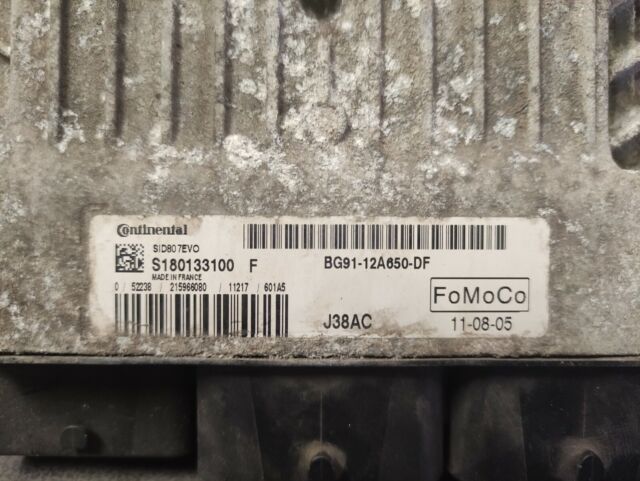 Continental
SID807EVO
S180133100 F
MADE IN FRANCE
0 / 52238 / 215966080 / 11217 / 601A5
BG91-12A650-DF
FoMoCo
J38AC
11-08-05